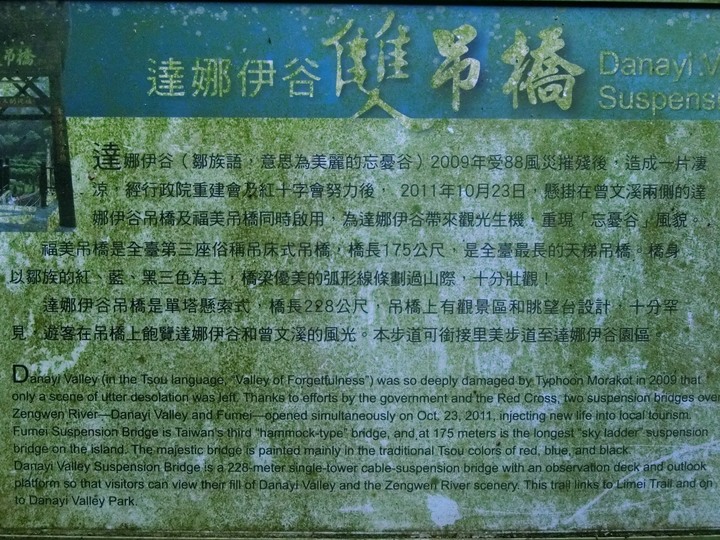 吊橋
達娜伊谷雙吊橋
Danayi V
Suspens
達娜伊谷（鄒族語，意思為美麗的忘憂谷）2009年受88風災摧殘後，造成一片凄
涼，經行政院重建會及紅十字會努力後， 2011年10月23日，懸掛在曾文溪兩側的達
娜伊谷吊橋及福美吊橋同時啟用，為達娜伊谷帶來觀光生機，重現「忘憂谷」風貌。
福美吊橋是全臺第三座俗稱吊床式吊橋，橋長175公尺，是全臺最長的天梯吊橋。橋身
以鄒族的紅、藍、黑三色為主，橋梁優美的弧形線條劃過山際，十分壯觀！
達娜伊谷吊橋是單塔懸索式，橋長228公尺，吊橋上有觀景區和眺望台設計，十分罕
見，遊客在吊橋上飽覽達娜伊谷和曾文溪的風光。本步道可銜接里美步道至達娜伊谷園區。
Danayi Valley (in the Tsou language, “Valley of Forgetfulness”) was so deeply damaged by Typhoon Morakot in 2009 that
only a scene of utter desolation was left. Thanks to efforts by the government and the Red Cross, two suspension bridges over
Zengwen River—Danayi Valley and Fumei—opened simultaneously on Oct. 23, 2011, injecting new life into local tourism.
Fumei Suspension Bridge is Taiwan's third “hammock-type” bridge, and at 175 meters is the longest “sky ladder” suspension
bridge on the island. The majestic bridge is painted mainly in the traditional Tsou colors of red, blue, and black.
Danayi Valley Suspension Bridge is a 228-meter single-tower cable-suspension bridge with an observation deck and outlook
platform so that visitors can view their fill of Danayi Valley and the Zengwen River scenery. This trail links to Limei Trail and on
to Danayi Valley Park.